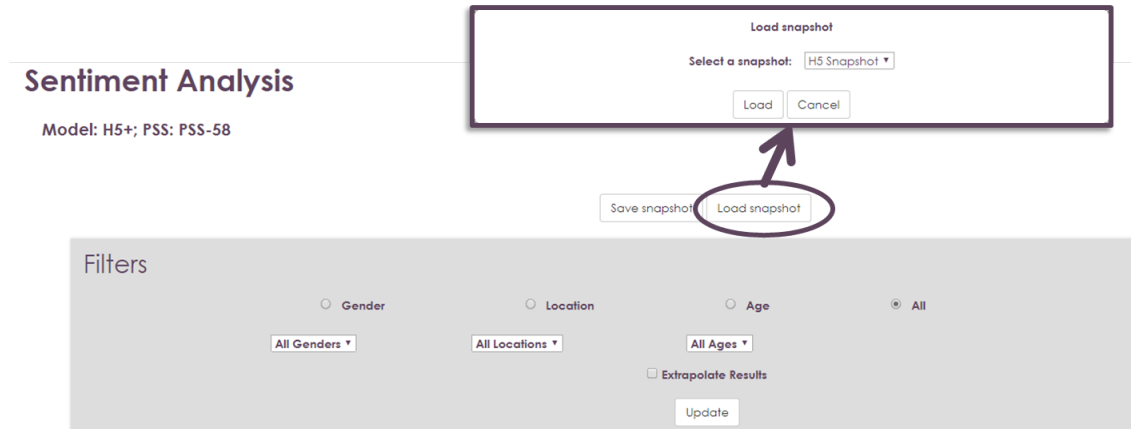 Load snapshot
Select a snapshot: H5 Snapshot
Load Cancel
Sentiment Analysis
Model: H5+; PSS: PSS-58
Save snapshot Load snapshot
Filters
Gender Location Age All
All Genders All Locations All Ages
Extrapolate Results
Update